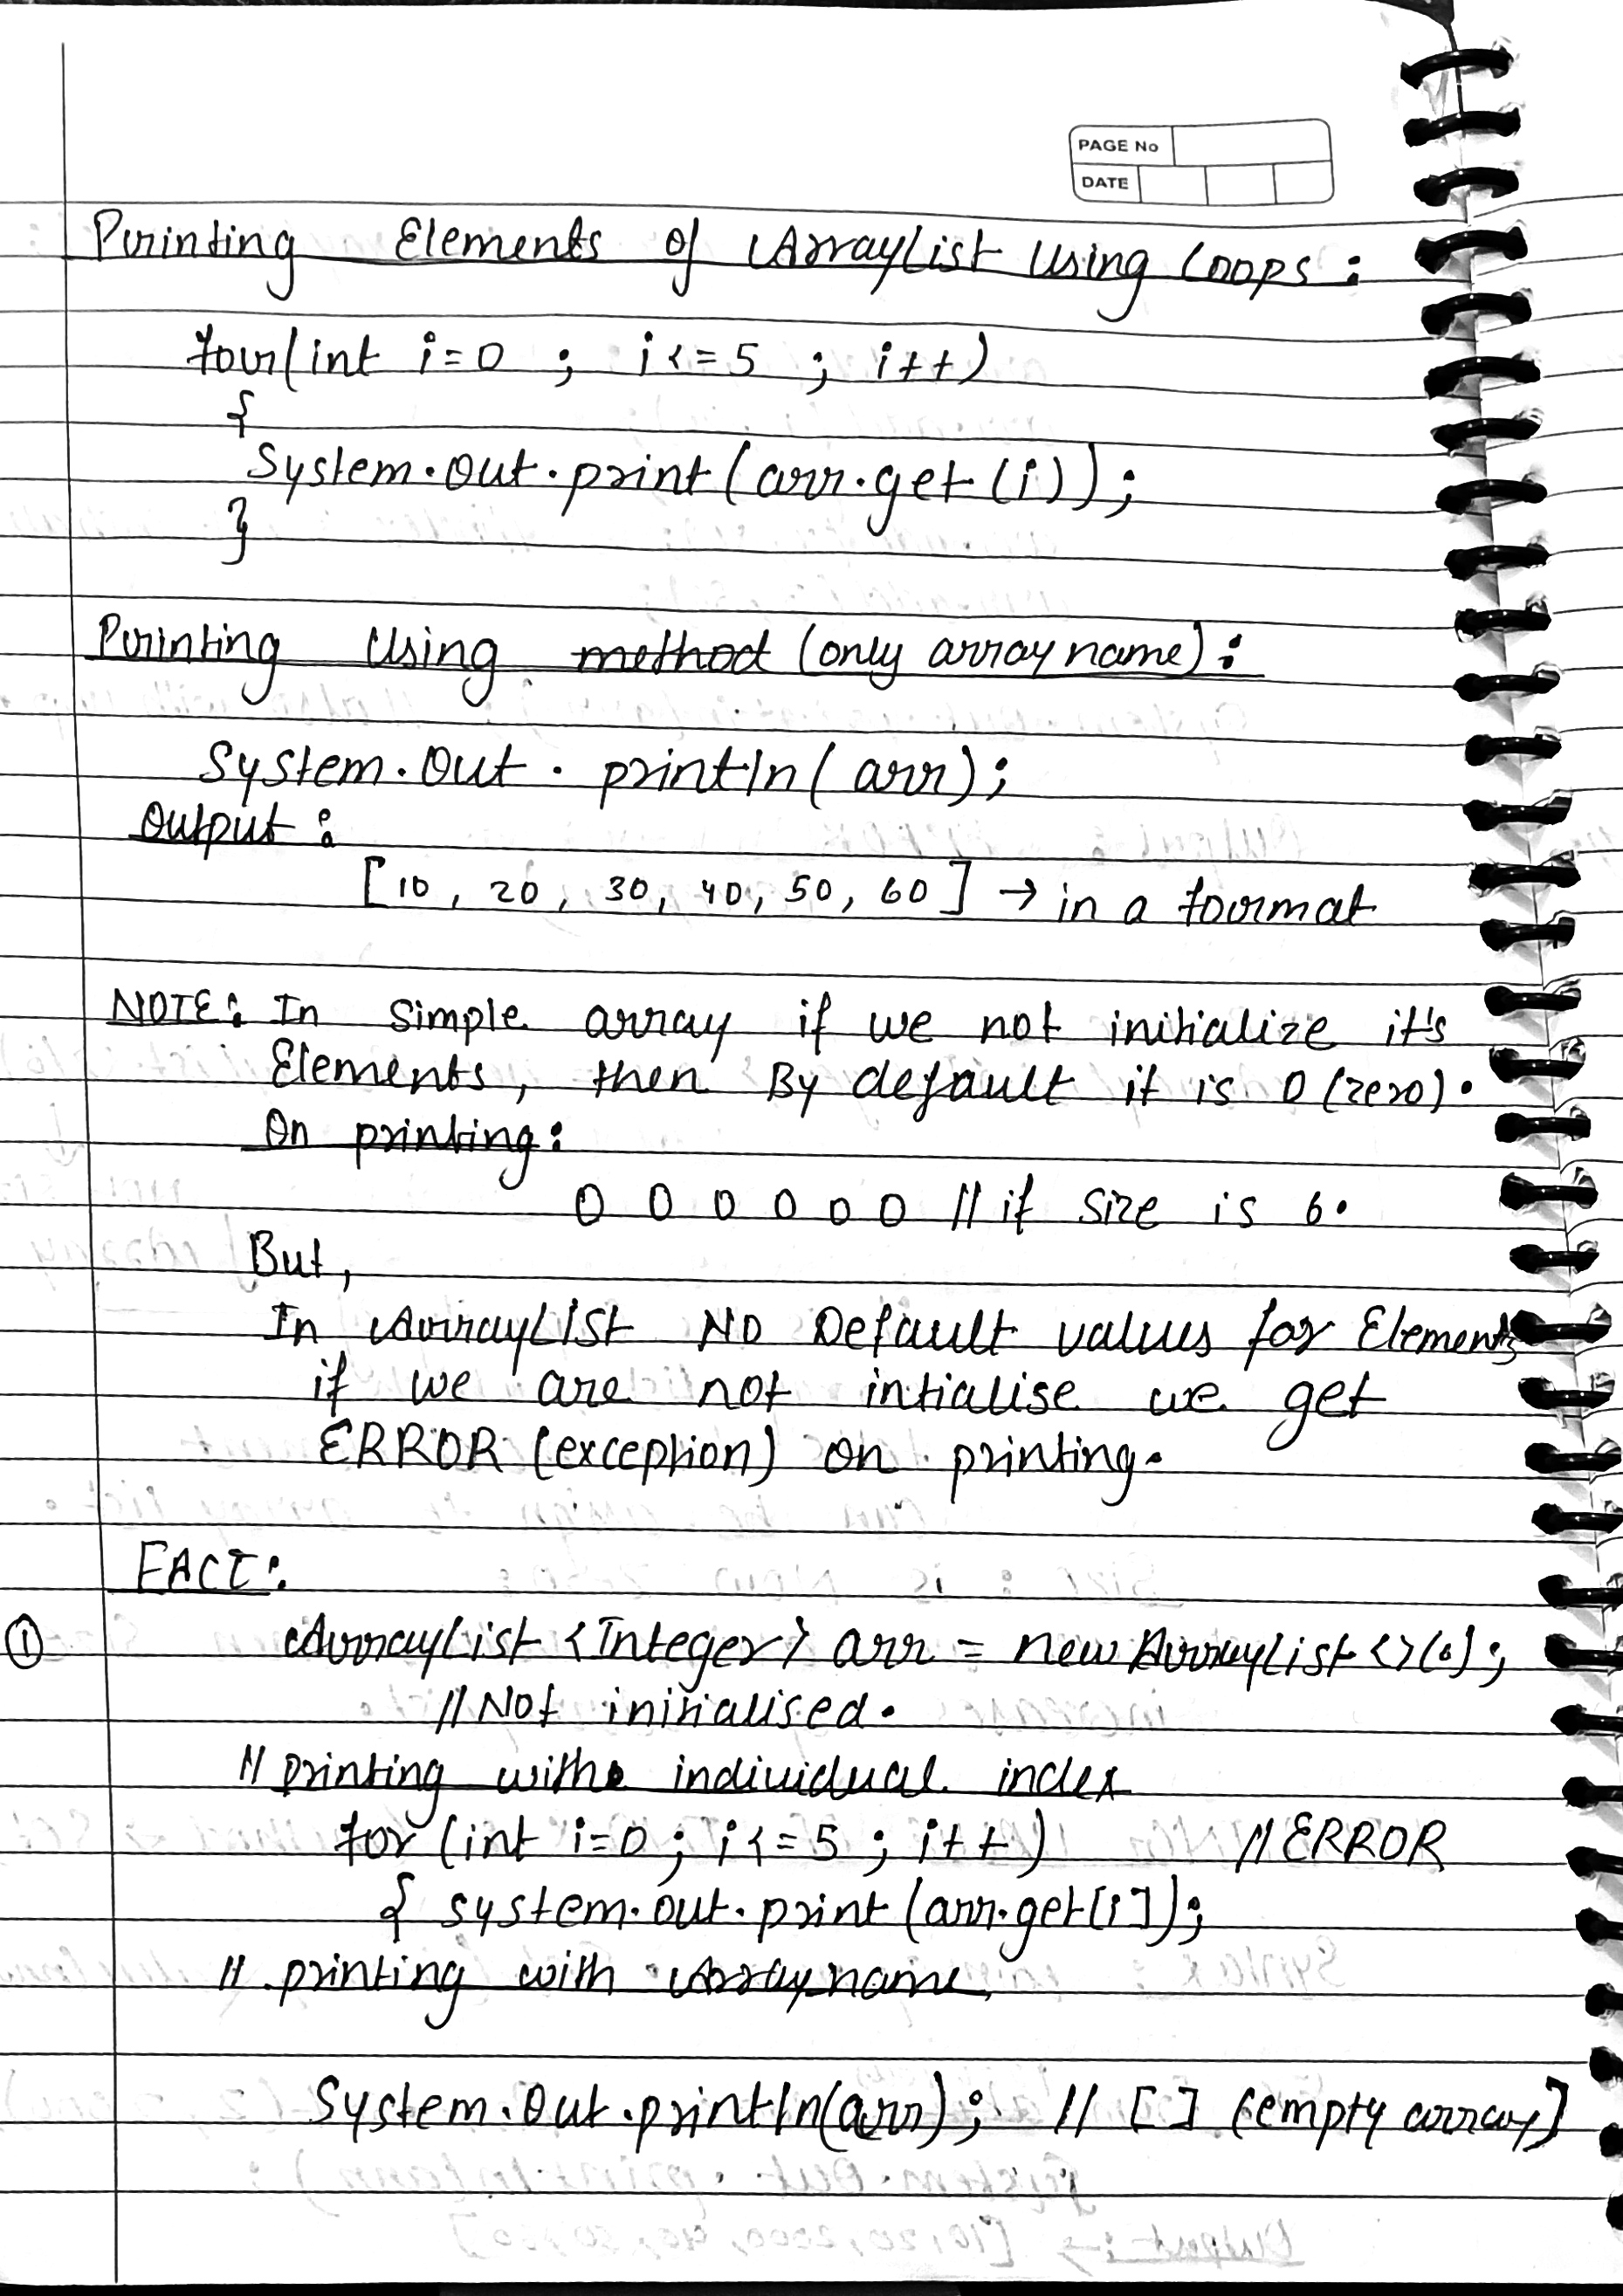 PAGE No
DATE
Printing Elements of ArrayList Using Loops :
for(int i=0 ; i<=5 ; i++)
{
System.out.print(arr.get(i));
}
Printing Using method (only array name) :
System.Out. println( arr);
Output :
[10, 20, 30, 40, 50, 60] → in a format
NOTE: In Simple array if we not initialize it's
Elements, then By default it is 0 (zero).
On printing:
0 0 0 0 0 0 // if Size is 6.
But,
In ArrayList No Default values for Elements
if we are not intialise we get
ERROR (exception) on printing.
FACT:
① ArrayList <Integer> arr = new ArrayList <>(6);
// Not initialised.
// printing with individual index
for (int i=0 ; i<=5 ; i++) // ERROR
{ system.out.print (arr.get[i]);
// printing with Array name
System.Out.println(arr); // [ ] (empty array]